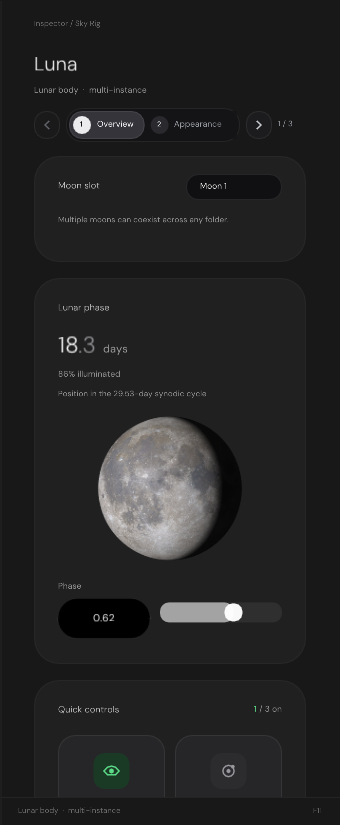 Inspector / Sky Rig
Luna
Lunar body · multi-instance
1 Overview 2 Appearance 1 / 3
Moon slot Moon 1
Multiple moons can coexist across any folder.
Lunar phase
18.3 days
86% illuminated
Position in the 29.53-day synodic cycle
Phase
0.62
Quick controls 1 / 3 on
Lunar body · multi-instance